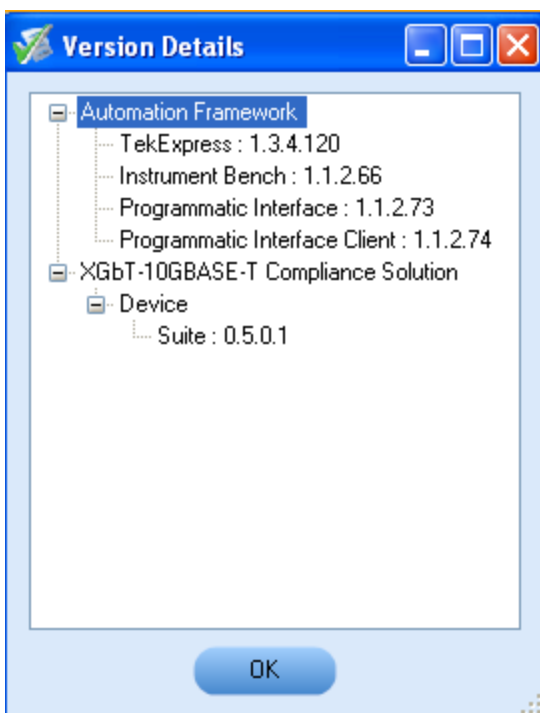 Version Details
Automation Framework
TekExpress : 1.3.4.120
Instrument Bench : 1.1.2.66
Programmatic Interface : 1.1.2.73
Programmatic Interface Client : 1.1.2.74
XGbT-10GBASE-T Compliance Solution
Device
Suite : 0.5.0.1
OK